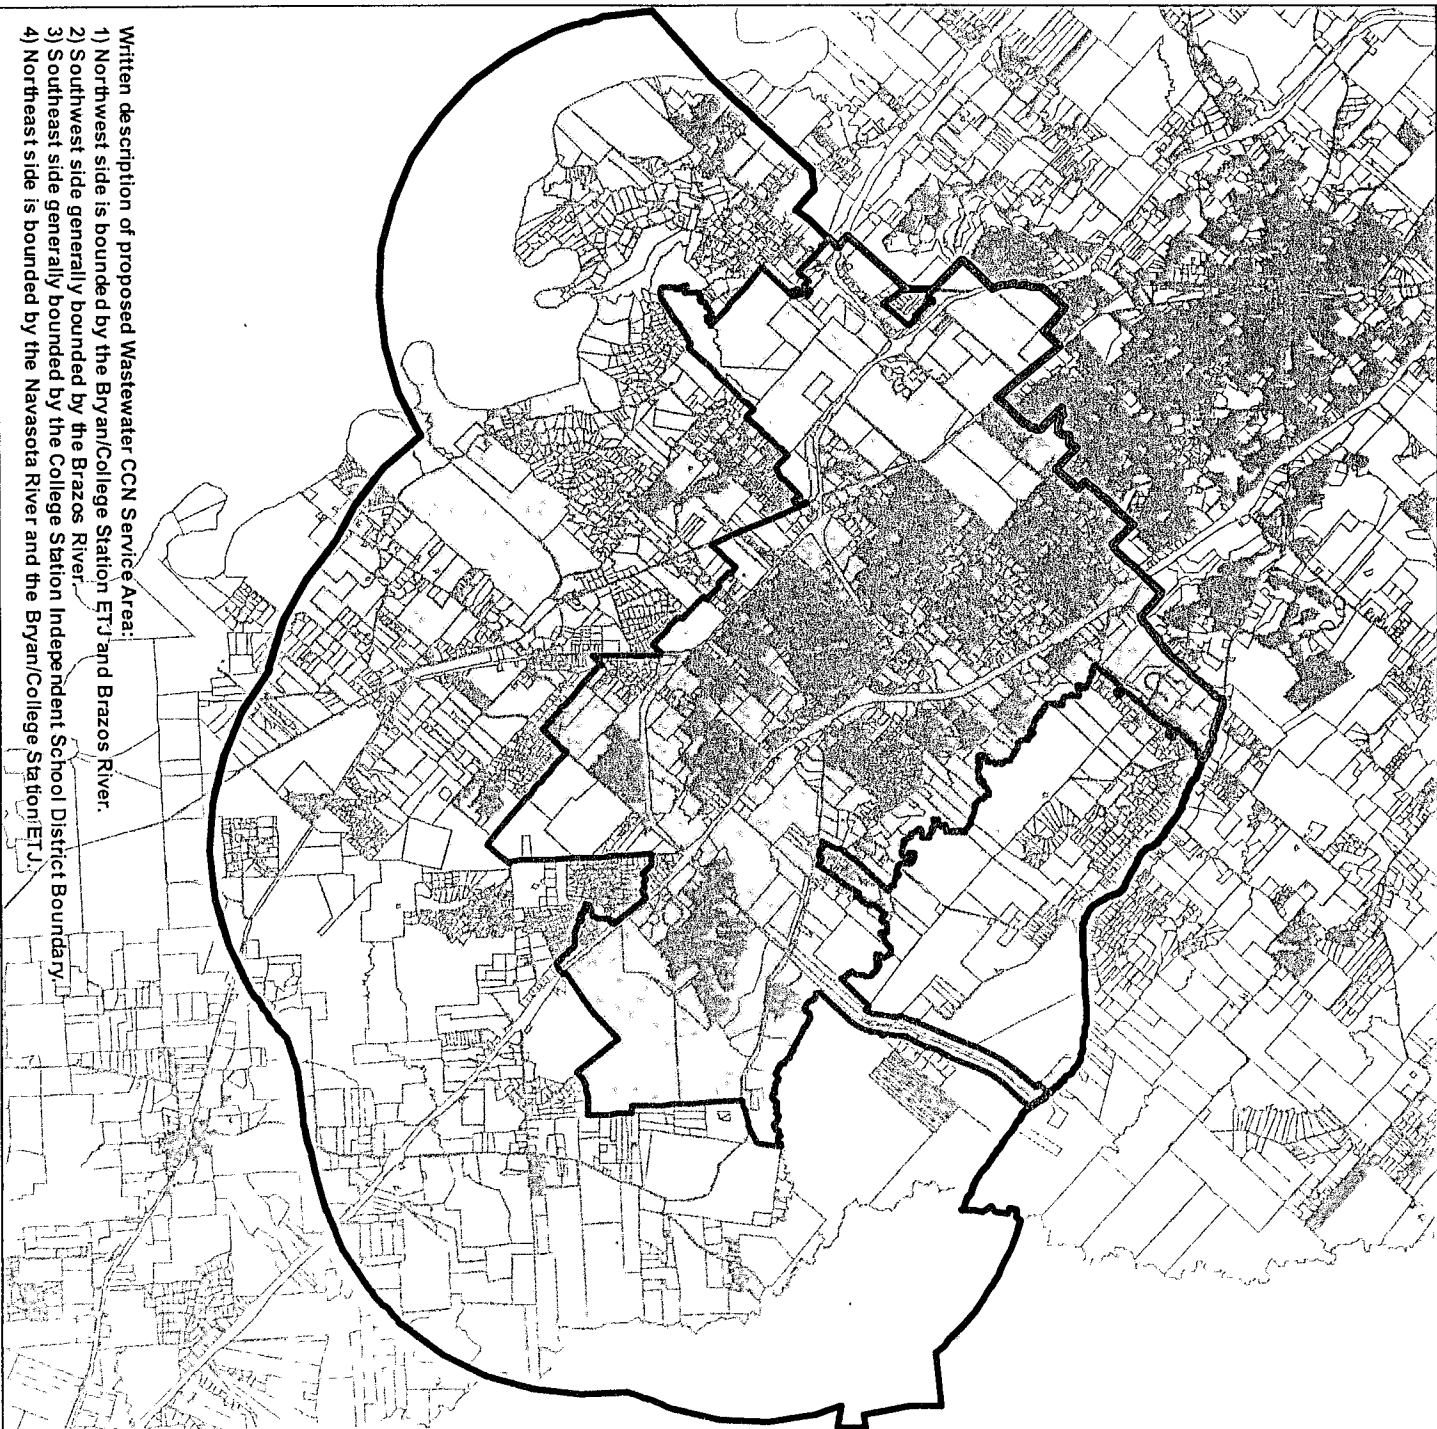 Written description of proposed Wastewater CCN Service Area:
1) Northwest side is bounded by the Bryan/College Station ETJ and Brazos River.
2) Southwest side generally bounded by the Brazos River.
3) Southeast side generally bounded by the College Station Independent School District Boundary.
4) Northeast side is bounded by the Navasota River and the Bryan/College Station ETJ.